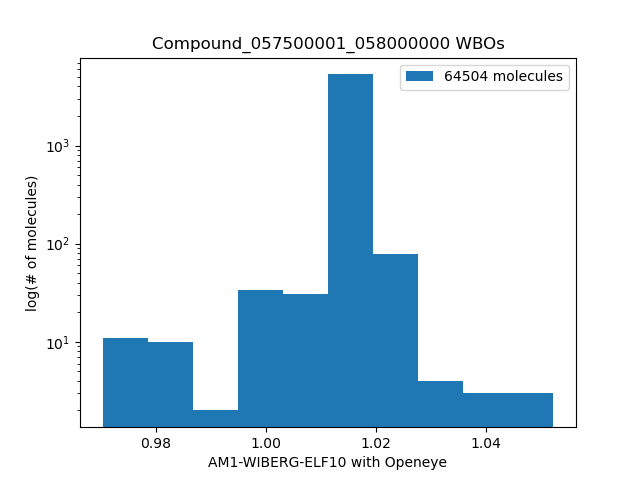 Compound_057500001_058000000 WBOs
64504 molecules
log(# of molecules)
10³
10²
10¹
0.98 1.00 1.02 1.04
AM1-WIBERG-ELF10 with Openeye